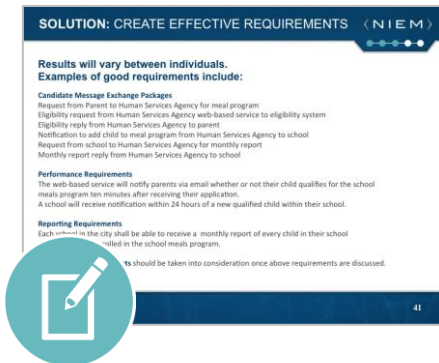 SOLUTION: CREATE EFFECTIVE REQUIREMENTS
NIEM
Results will vary between individuals.
Examples of good requirements include:
Candidate Message Exchange Packages
Request from Parent to Human Services Agency for meal program
Eligibility request from Human Services Agency web-based service to eligibility system
Eligibility reply from Human Services Agency to parent
Notification to add child to meal program from Human Services Agency to school
Request from school to Human Services Agency for monthly report
Monthly report reply from Human Services Agency to school
Performance Requirements
The web-based service will notify parents via email whether or not their child qualifies for the school
meals program ten minutes after receiving their application.
A school will receive notification within 24 hours of a new qualified child within their school.
Reporting Requirements
Each school in the city shall be able to receive a monthly report of every child in their school
in the school meals program.
should be taken into consideration once above requirements are discussed.
41